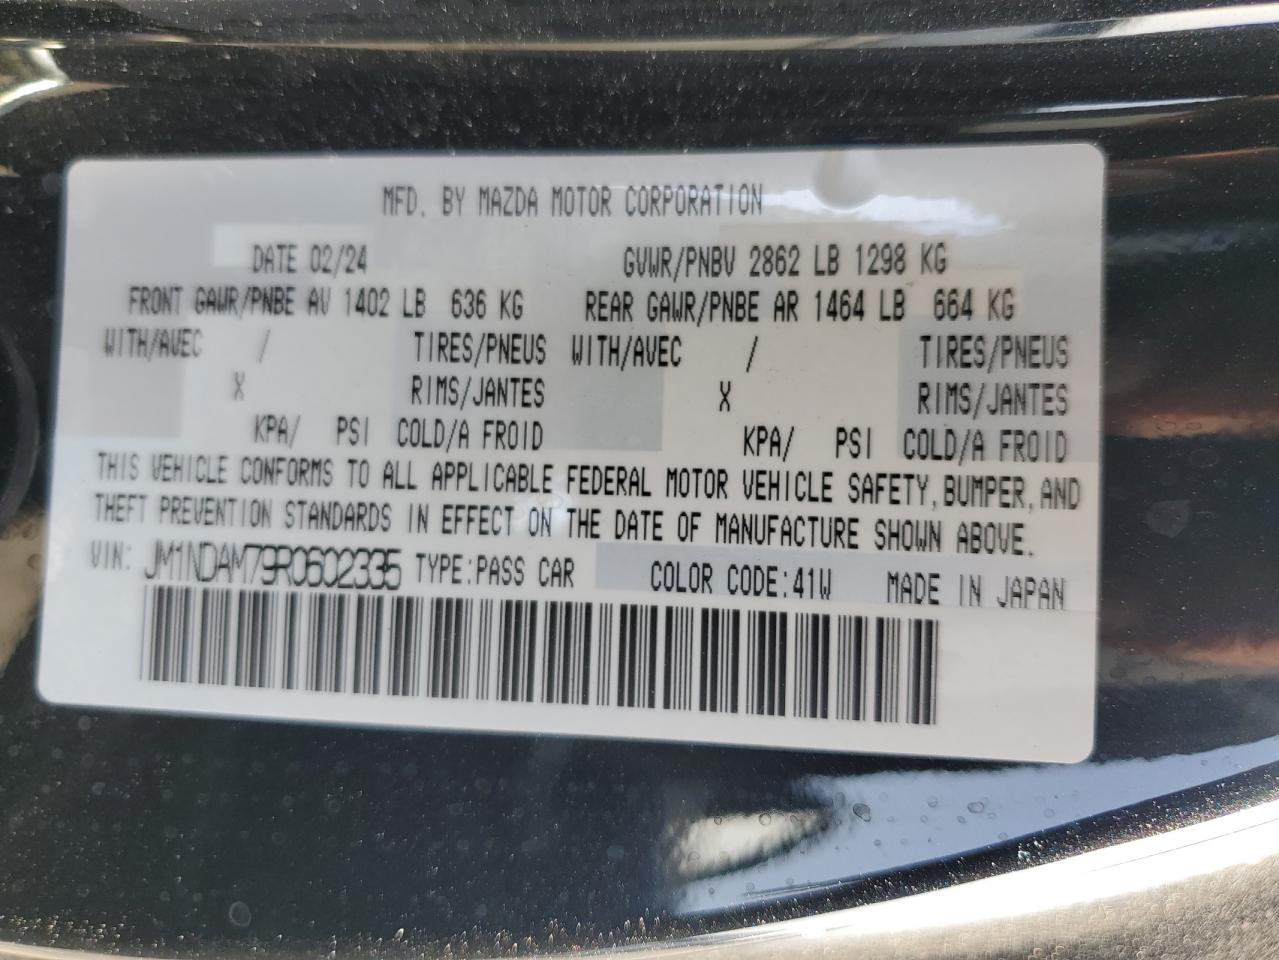 MFD. BY MAZDA MOTOR CORPORATION
DATE 02/24 GVWR/PNBV 2862 LB 1298 KG
FRONT GAWR/PNBE AV 1402 LB 636 KG REAR GAWR/PNBE AR 1464 LB 664 KG
WITH/AVEC / TIRES/PNEUS WITH/AVEC / TIRES/PNEUS
X RIMS/JANTES X RIMS/JANTES
KPA/ PSI COLD/A FROID KPA/ PSI COLD/A FROID
THIS VEHICLE CONFORMS TO ALL APPLICABLE FEDERAL MOTOR VEHICLE SAFETY, BUMPER, AND
THEFT PREVENTION STANDARDS IN EFFECT ON THE DATE OF MANUFACTURE SHOWN ABOVE.
VIN: JM1NDAM79R0602335 TYPE:PASS CAR COLOR CODE:41W MADE IN JAPAN